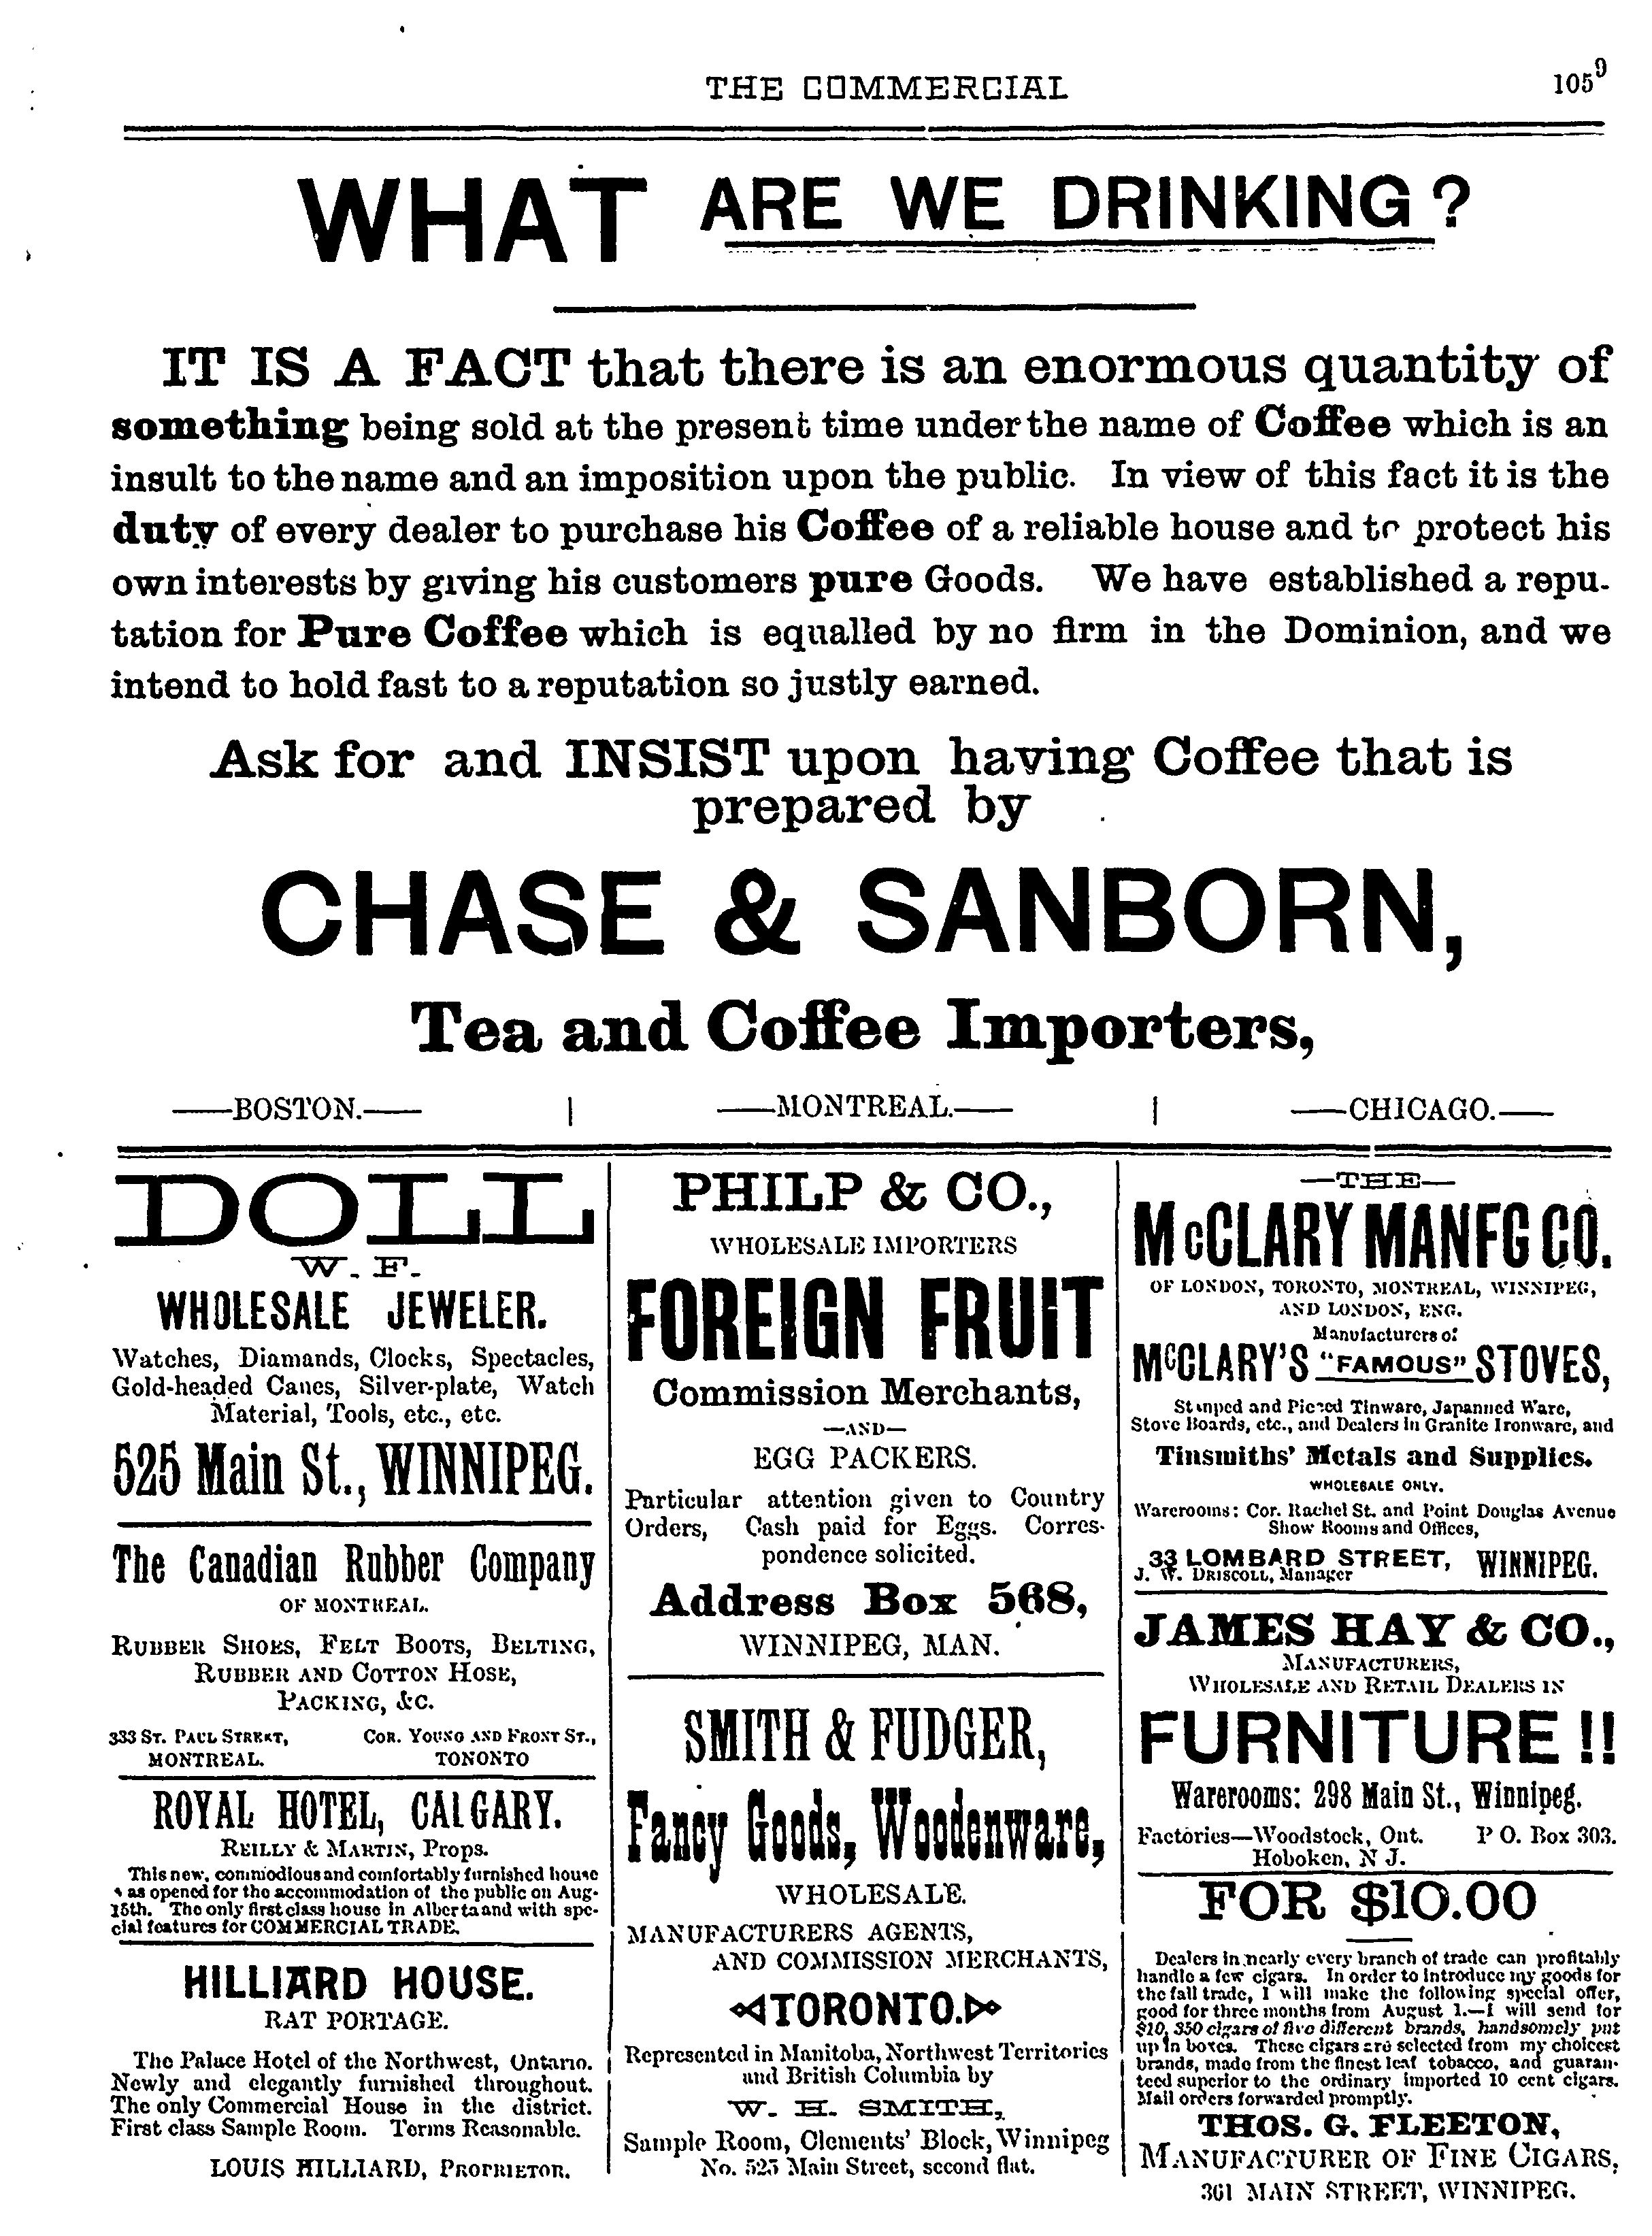 THE COMMERCIAL
1059
WHAT ARE WE DRINKING?
IT IS A FACT that there is an enormous quantity of
something being sold at the present time under the name of Coffee which is an
insult to the name and an imposition upon the public. In view of this fact it is the
duty of every dealer to purchase his Coffee of a reliable house and to protect his
own interests by giving his customers pure Goods. We have established a repu-
tation for Pure Coffee which is equalled by no firm in the Dominion, and we
intend to hold fast to a reputation so justly earned.
Ask for and INSIST upon having Coffee that is
prepared by
CHASE & SANBORN,
Tea and Coffee Importers,
——BOSTON.—— | ——MONTREAL.—— | ——CHICAGO.——
DOLL
W. F.
WHOLESALE JEWELER.
Watches, Diamands, Clocks, Spectacles,
Gold-headed Canes, Silver-plate, Watch
Material, Tools, etc., etc.
525 Main St., WINNIPEG.
The Canadian Rubber Company
OF MONTREAL.
RUBBER SHOES, FELT BOOTS, BELTING,
RUBBER AND COTTON HOSE,
PACKING, &C.
333 ST. PAUL STREET, COR. YOUNG AND FRONT ST.,
MONTREAL. TONONTO
ROYAL HOTEL, CALGARY.
REILLY & MARTIN, Props.
This new, commodious and comfortably furnished house
was opened for the accommodation of the public on Aug-
15th. The only first class house in Alberta and with spe-
cial features for COMMERCIAL TRADE.
HILLIARD HOUSE.
RAT PORTAGE.
The Palace Hotel of the Northwest, Ontario.
Newly and elegantly furnished throughout.
The only Commercial House in the district.
First class Sample Room. Terms Reasonable.
LOUIS HILLIARD, PROPRIETOR.
PHILP & CO.,
WHOLESALE IMPORTERS
FOREIGN FRUIT
Commission Merchants,
—AND—
EGG PACKERS.
Particular attention given to Country
Orders, Cash paid for Eggs. Corres-
pondence solicited.
Address Box 568,
WINNIPEG, MAN.
SMITH & FUDGER,
Fancy Goods, Woodenware,
WHOLESALE.
MANUFACTURERS AGENTS,
AND COMMISSION MERCHANTS,
TORONTO.
Represented in Manitoba, Northwest Territories
and British Columbia by
W. H. SMITH,
Sample Room, Clements' Block, Winnipeg
No. 525 Main Street, second flat.
—THE—
McCLARY MANFG CO.
OF LONDON, TORONTO, MONTREAL, WINNIPEG,
AND LONDON, ENG.
Manufacturers of
McCLARY'S "FAMOUS" STOVES,
Stamped and Pieced Tinware, Japanned Ware,
Stove Boards, etc., and Dealers in Granite Ironware, and
Tinsmiths' Metals and Supplies.
WHOLESALE ONLY.
Warerooms: Cor. Rachel St. and Point Douglas Avenue
Show Rooms and Offices,
33 LOMBARD STREET, WINNIPEG.
J. W. DRISCOLL, Manager
JAMES HAY & CO.,
MANUFACTURERS,
WHOLESALE AND RETAIL DEALERS IN
FURNITURE!!
Warerooms: 298 Main St., Winnipeg.
Factories—Woodstock, Ont. P O. Box 303.
Hoboken, N J.
FOR $10.00
Dealers in nearly every branch of trade can profitably
handle a few cigars. In order to introduce my goods for
the fall trade, I will make the following special offer,
good for three months from August 1.—I will send for
$10, 350 cigars of five different brands, handsomely put
up in boxes. These cigars are selected from my choicest
brands, made from the finest leaf tobacco, and guaran-
teed superior to the ordinary imported 10 cent cigars.
Mail orders forwarded promptly.
THOS. G. FLEETON,
MANUFACTURER OF FINE CIGARS,
361 MAIN STREET, WINNIPEG.